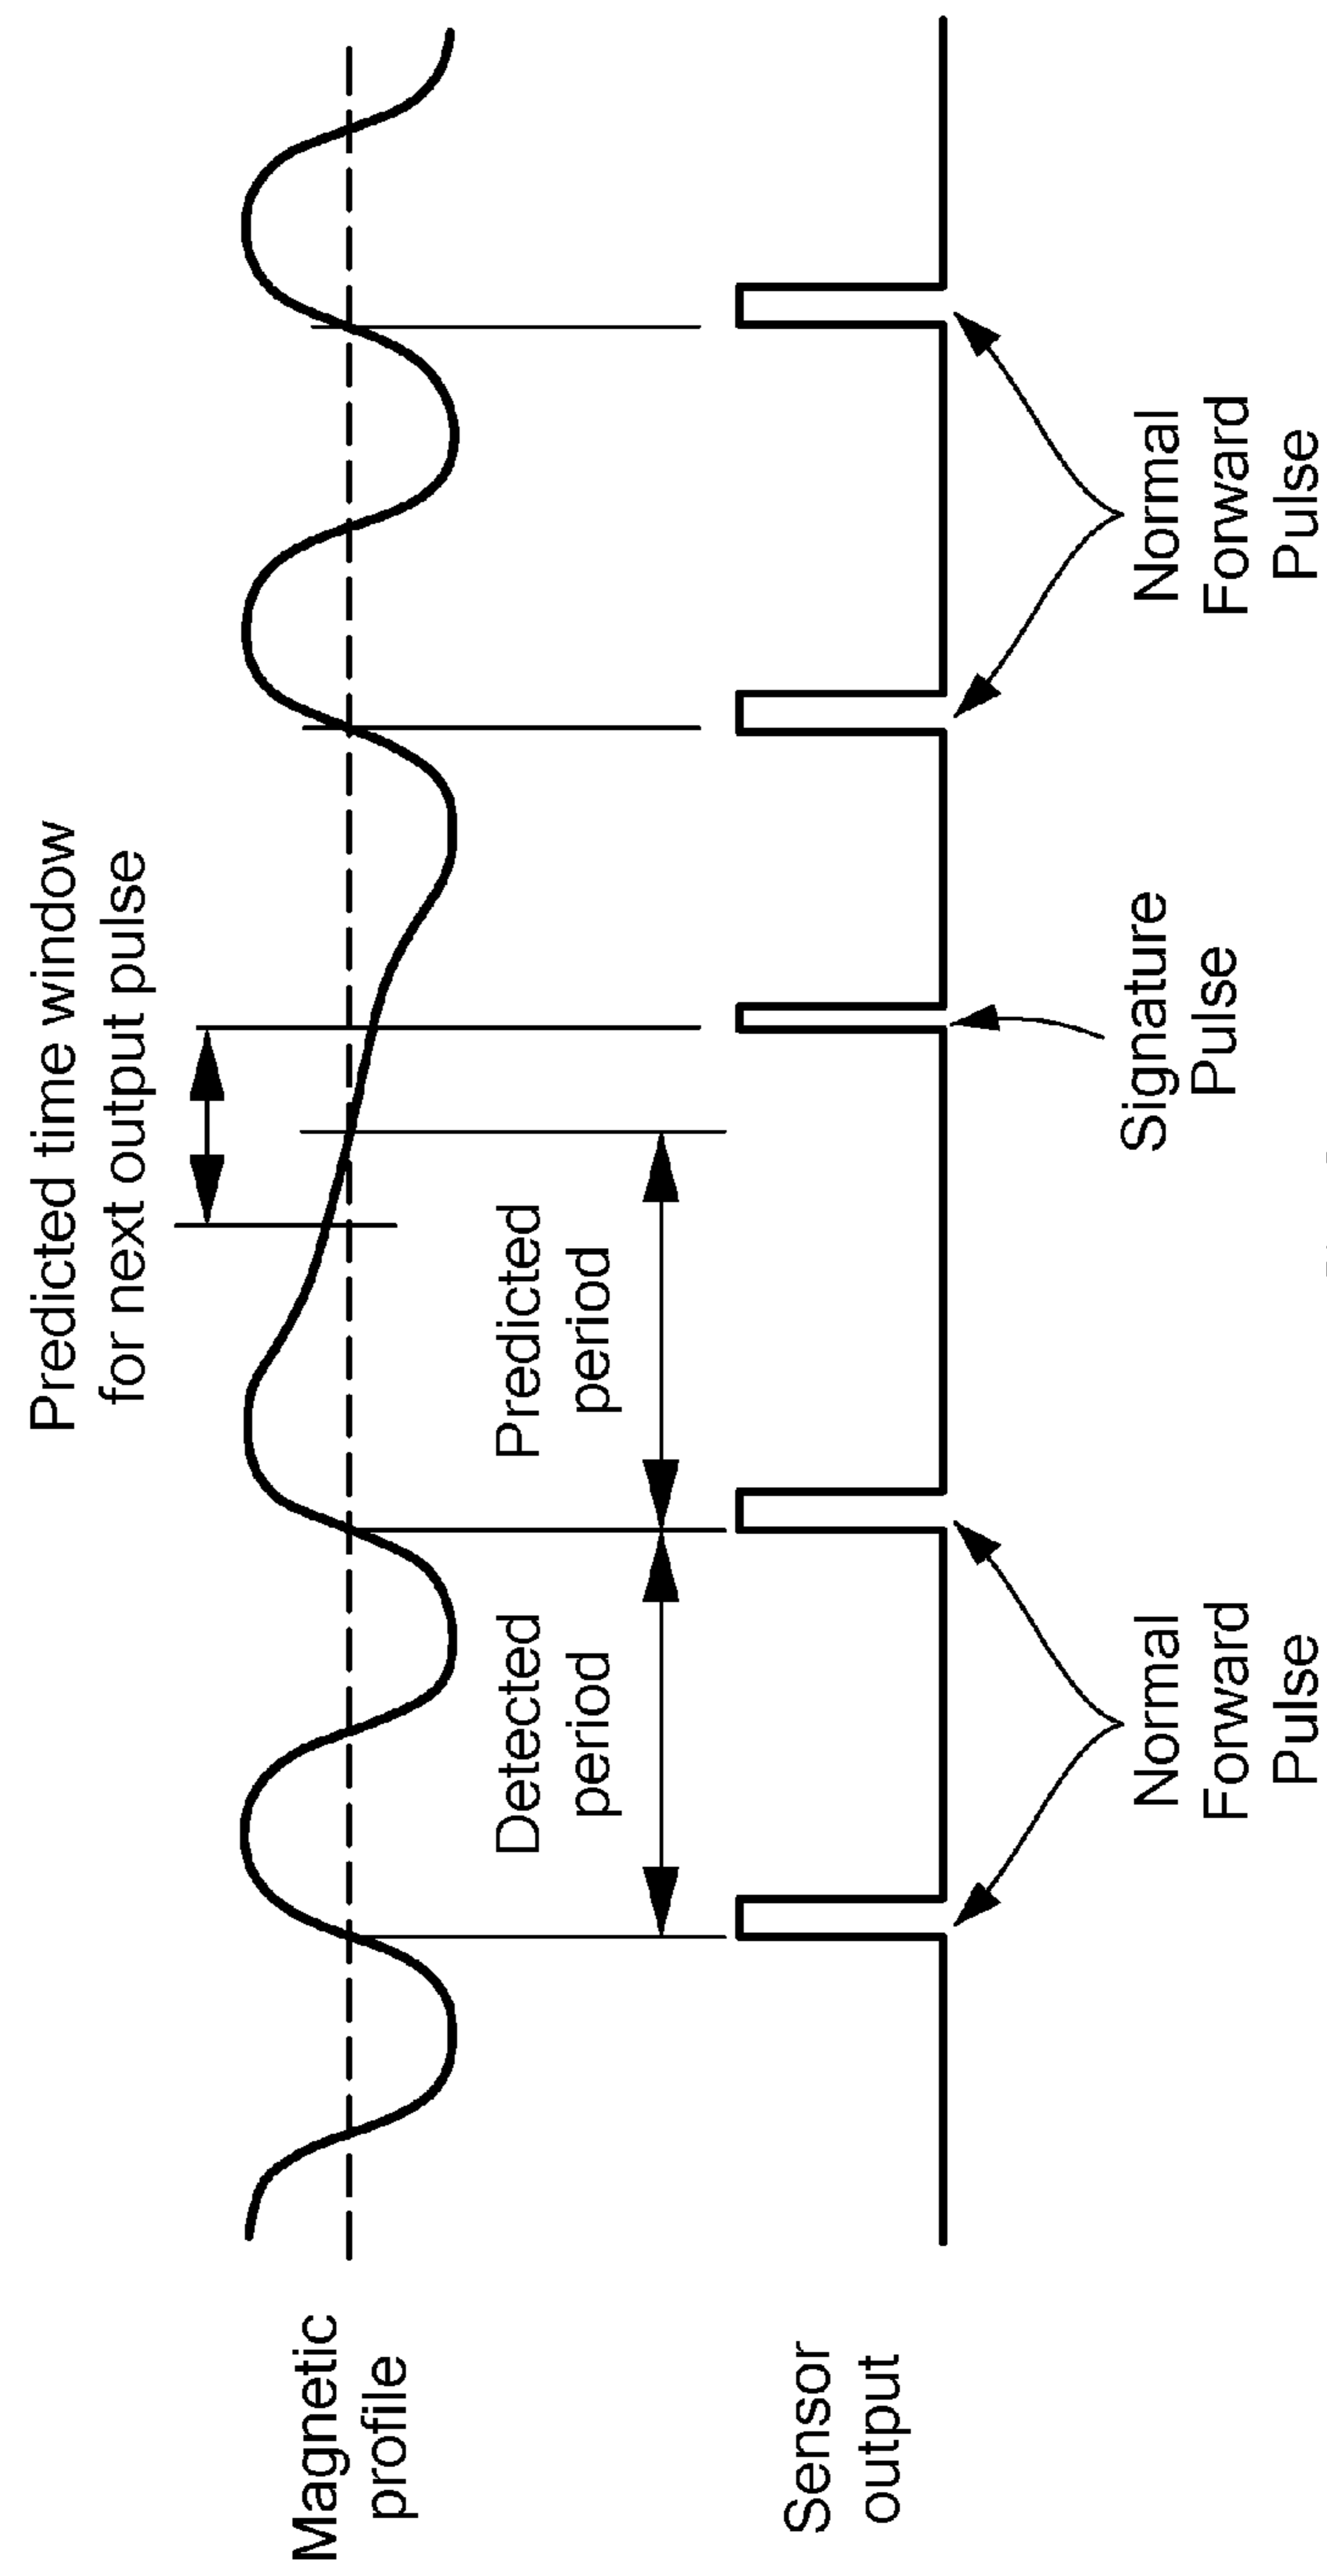 Predicted time window
for next output pulse
Magnetic
profile
Detected
period
Predicted
period
Sensor
output
Normal
Forward
Pulse
Signature
Pulse
Normal
Forward
Pulse